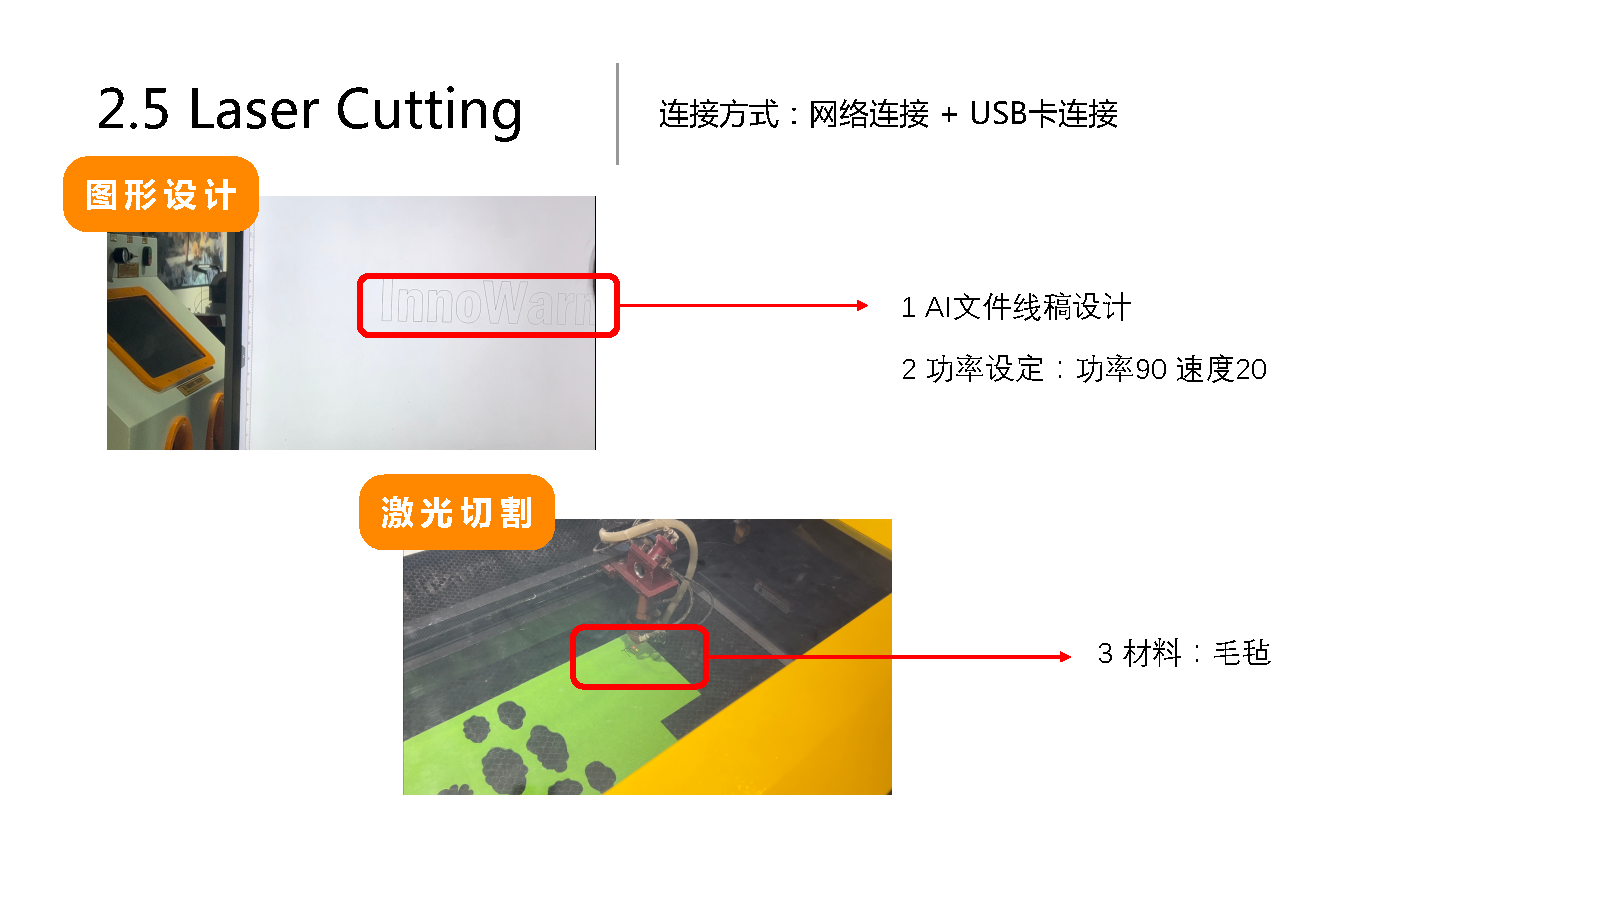 2.5 Laser Cutting
连接方式：网络连接 + USB卡连接
图形设计
InnoWarm
1 AI文件线稿设计
2 功率设定：功率90 速度20
激光切割
3 材料：毛毡